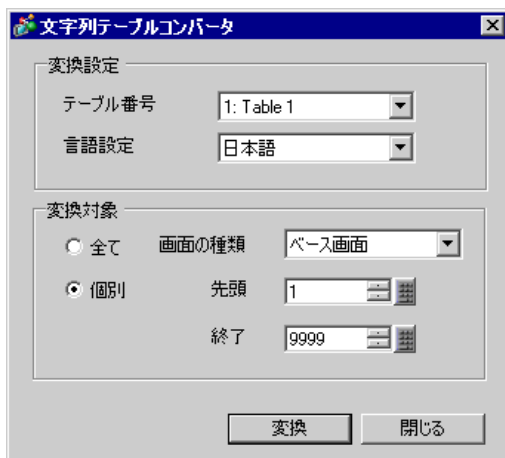 文字列テーブルコンバータ
変換設定
テーブル番号 1: Table 1
言語設定 日本語
変換対象
全て 画面の種類 ベース画面
個別 先頭 1
終了 9999
変換 閉じる